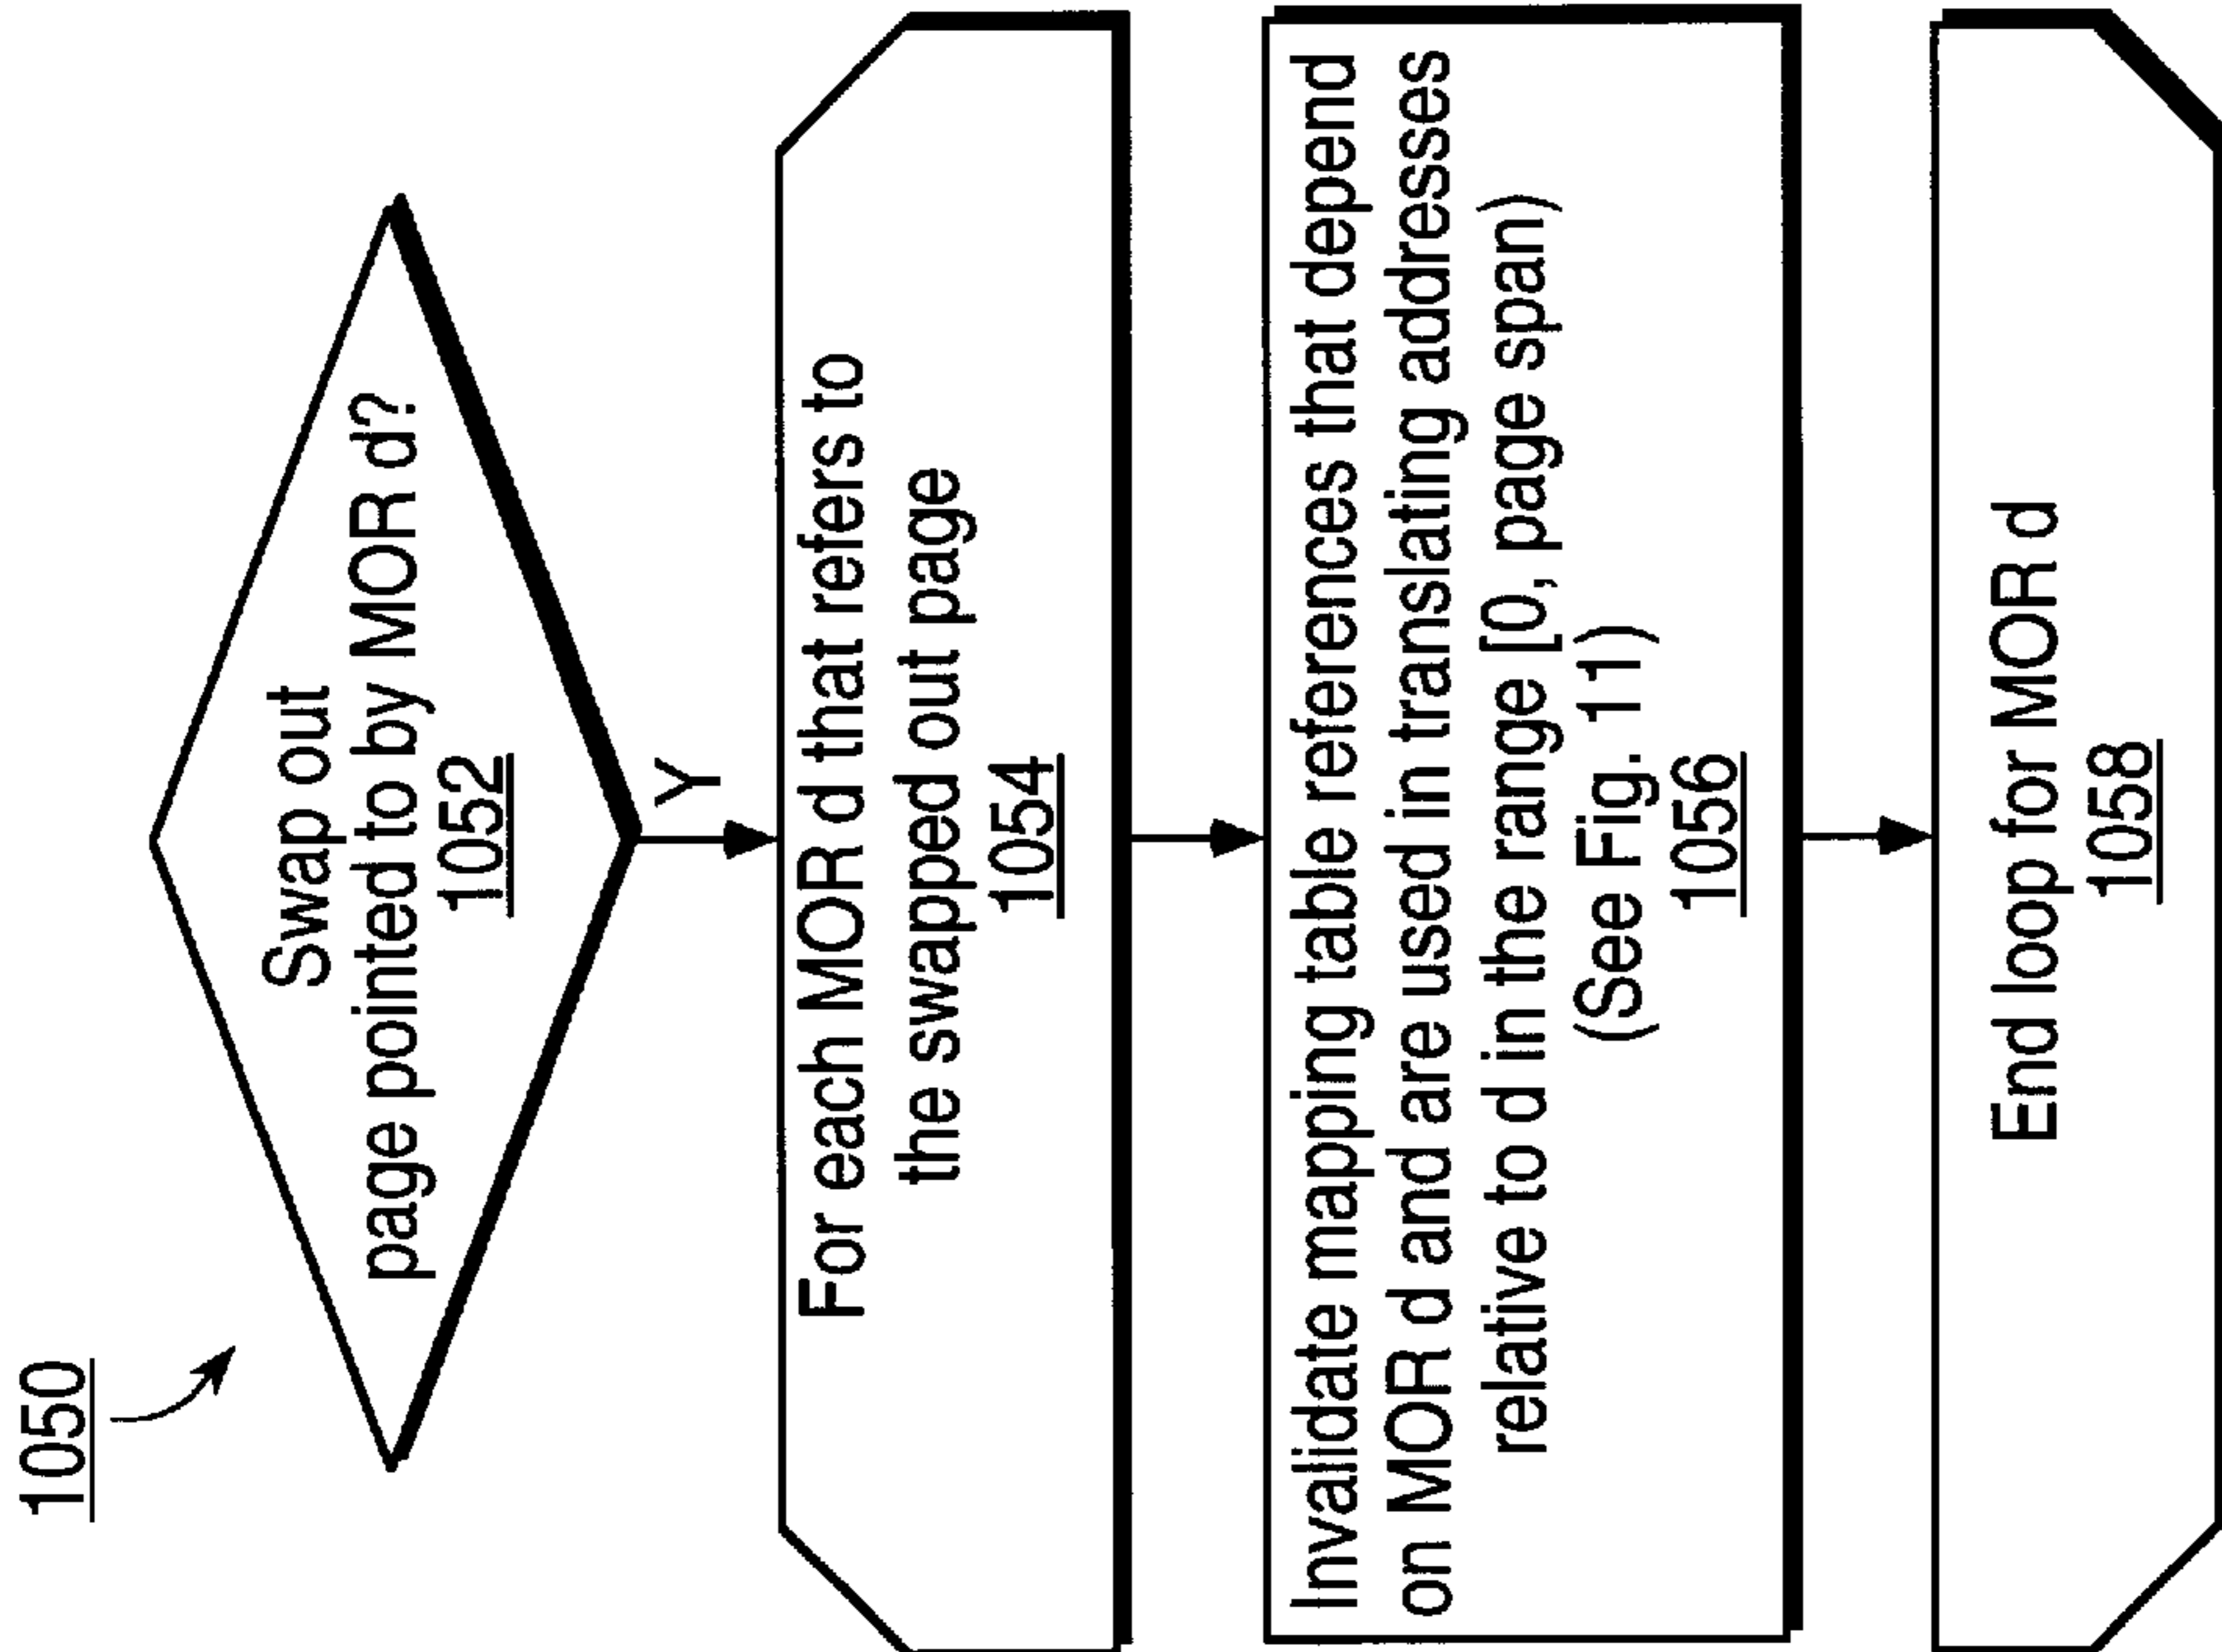 1050
Swap out
page pointed to by MOR d?
1052
Y
For each MOR d that refers to
the swapped out page
1054
Invalidate mapping table references that depend
on MOR d and are used in translating addresses
relative to d in the range [0, page span)
(See Fig. 11)
1056
End loop for MOR d
1058